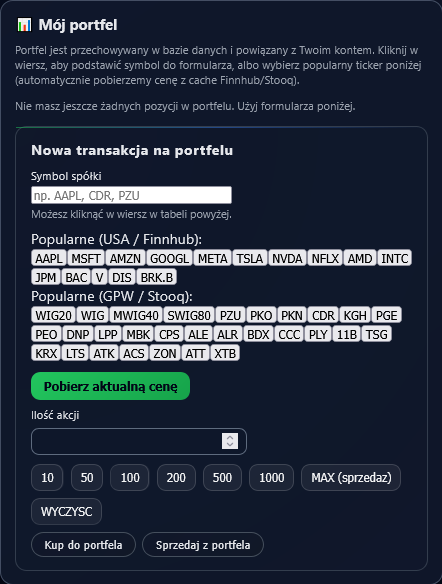 📊 Mój portfel
Portfel jest przechowywany w bazie danych i powiązany z Twoim kontem. Kliknij w
wiersz, aby podstawić symbol do formularza, albo wybierz popularny ticker poniżej
(automatycznie pobierzemy cenę z cache Finnhub/Stooq).
Nie masz jeszcze żadnych pozycji w portfelu. Użyj formularza poniżej.
Nowa transakcja na portfelu
Symbol spółki
np. AAPL, CDR, PZU
Możesz kliknąć w wiersz w tabeli powyżej.
Popularne (USA / Finnhub):
AAPL MSFT AMZN GOOGL META TSLA NVDA NFLX AMD INTC
JPM BAC V DIS BRK.B
Popularne (GPW / Stooq):
WIG20 WIG MWIG40 SWIG80 PZU PKO PKN CDR KGH PGE
PEO DNP LPP MBK CPS ALE ALR BDX CCC PLY 11B TSG
KRX LTS ATK ACS ZON ATT XTB
Pobierz aktualną cenę
Ilość akcji
10 50 100 200 500 1000 MAX (sprzedaz)
WYCZYSC
Kup do portfela Sprzedaj z portfela